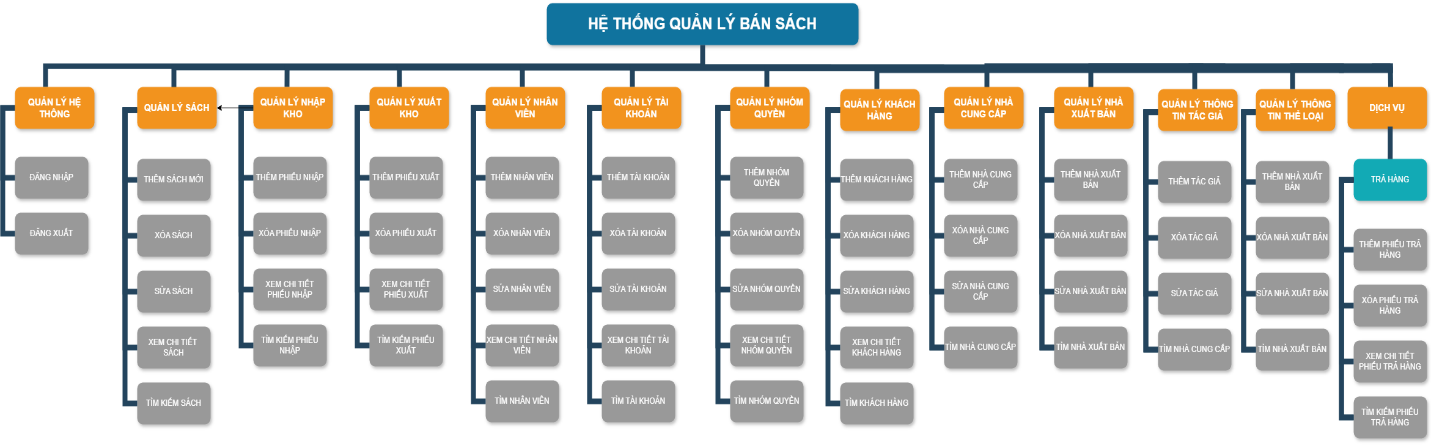 HỆ THỐNG QUẢN LÝ BÁN SÁCH
QUẢN LÝ HỆ
THỐNG
ĐĂNG NHẬP
ĐĂNG XUẤT
QUẢN LÝ SÁCH
THÊM SÁCH MỚI
XÓA SÁCH
SỬA SÁCH
XEM CHI TIẾT
SÁCH
TÌM KIẾM SÁCH
QUẢN LÝ NHẬP
KHO
THÊM PHIẾU NHẬP
XÓA PHIẾU NHẬP
XEM CHI TIẾT
PHIẾU NHẬP
TÌM KIẾM PHIẾU
NHẬP
QUẢN LÝ XUẤT
KHO
THÊM PHIẾU XUẤT
XÓA PHIẾU XUẤT
XEM CHI TIẾT
PHIẾU XUẤT
TÌM KIẾM PHIẾU
XUẤT
QUẢN LÝ NHÂN
VIÊN
THÊM NHÂN VIÊN
XÓA NHÂN VIÊN
SỬA NHÂN VIÊN
XEM CHI TIẾT NHÂN
VIÊN
TÌM NHÂN VIÊN
QUẢN LÝ TÀI
KHOẢN
THÊM TÀI KHOẢN
XÓA TÀI KHOẢN
SỬA TÀI KHOẢN
XEM CHI TIẾT TÀI
KHOẢN
TÌM TÀI KHOẢN
QUẢN LÝ NHÓM
QUYỀN
THÊM NHÓM
QUYỀN
XÓA NHÓM QUYỀN
SỬA NHÓM QUYỀN
XEM CHI TIẾT
NHÓM QUYỀN
TÌM NHÓM QUYỀN
QUẢN LÝ KHÁCH
HÀNG
THÊM KHÁCH HÀNG
XÓA KHÁCH HÀNG
SỬA KHÁCH HÀNG
XEM CHI TIẾT
KHÁCH HÀNG
TÌM KHÁCH HÀNG
QUẢN LÝ NHÀ
CUNG CẤP
THÊM NHÀ CUNG
CẤP
XÓA NHÀ CUNG
CẤP
SỬA NHÀ CUNG
CẤP
TÌM NHÀ CUNG CẤP
QUẢN LÝ NHÀ
XUẤT BẢN
THÊM NHÀ XUẤT
BẢN
XÓA NHÀ XUẤT BẢN
SỬA NHÀ XUẤT BẢN
TÌM NHÀ XUẤT BẢN
QUẢN LÝ THÔNG
TIN TÁC GIẢ
THÊM TÁC GIẢ
XÓA TÁC GIẢ
SỬA TÁC GIẢ
TÌM NHÀ CUNG CẤP
QUẢN LÝ THÔNG
TIN THỂ LOẠI
THÊM NHÀ XUẤT
BẢN
XÓA NHÀ XUẤT BẢN
SỬA NHÀ XUẤT BẢN
TÌM NHÀ XUẤT BẢN
DỊCH VỤ
TRẢ HÀNG
THÊM PHIẾU TRẢ
HÀNG
XÓA PHIẾU TRẢ
HÀNG
XEM CHI TIẾT
PHIẾU TRẢ HÀNG
TÌM KIẾM PHIẾU
TRẢ HÀNG